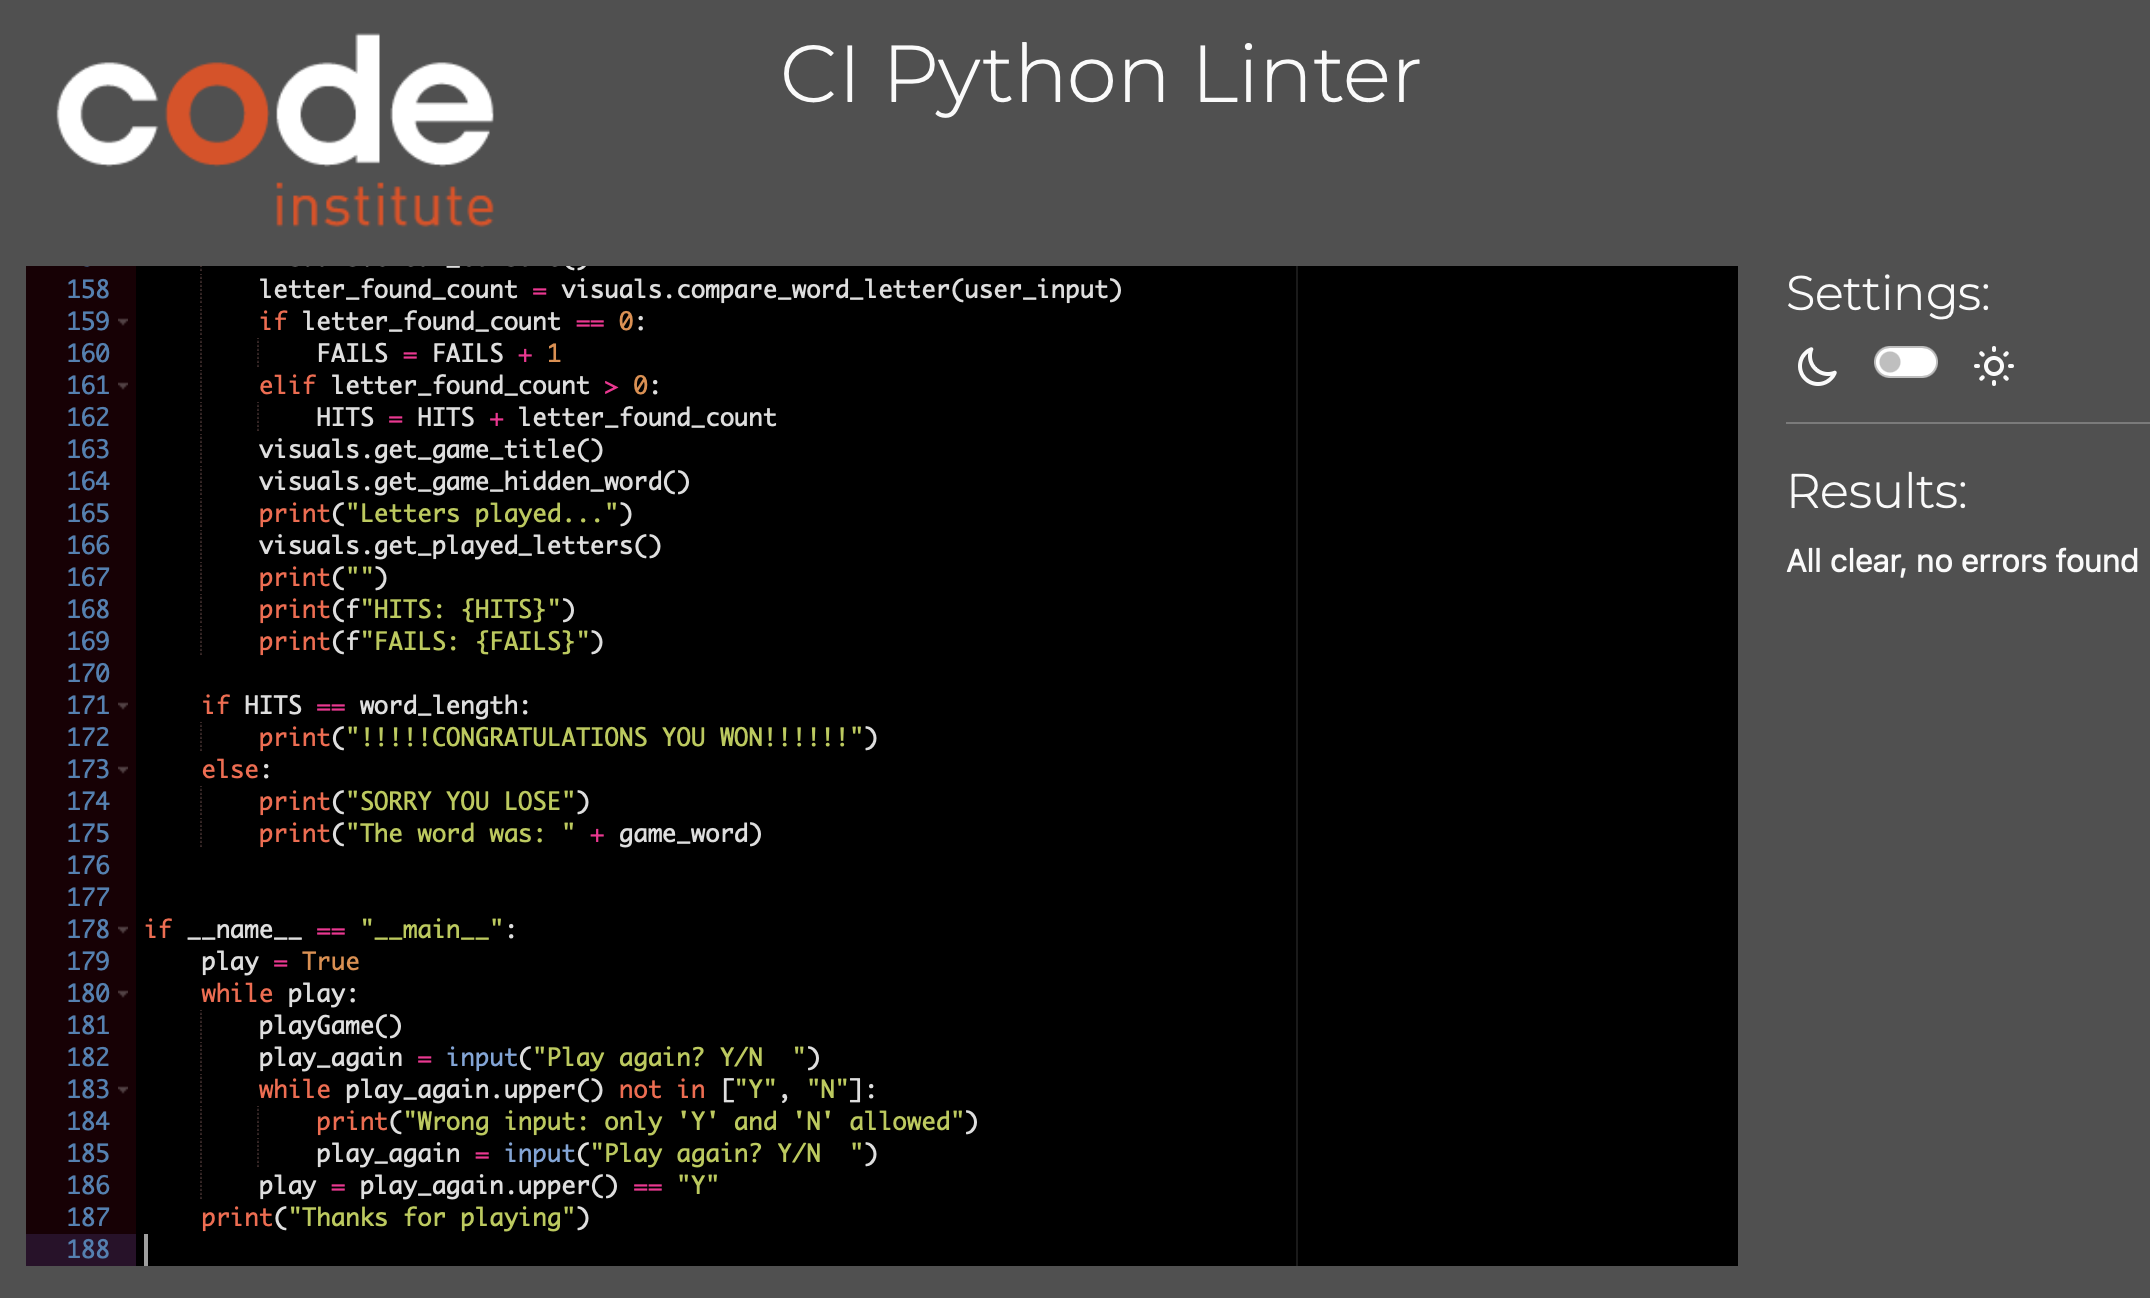 code
institute
CI Python Linter
158 letter_found_count = visuals.compare_word_letter(user_input)
159 if letter_found_count == 0:
160 FAILS = FAILS + 1
161 elif letter_found_count > 0:
162 HITS = HITS + letter_found_count
163 visuals.get_game_title()
164 visuals.get_game_hidden_word()
165 print("Letters played...")
166 visuals.get_played_letters()
167 print("")
168 print(f"HITS: {HITS}")
169 print(f"FAILS: {FAILS}")
170
171 if HITS == word_length:
172 print("!!!!!CONGRATULATIONS YOU WON!!!!!!")
173 else:
174 print("SORRY YOU LOSE")
175 print("The word was: " + game_word)
176
177
178 if __name__ == "__main__":
179 play = True
180 while play:
181 playGame()
182 play_again = input("Play again? Y/N  ")
183 while play_again.upper() not in ["Y", "N"]:
184 print("Wrong input: only 'Y' and 'N' allowed")
185 play_again = input("Play again? Y/N  ")
186 play = play_again.upper() == "Y"
187 print("Thanks for playing")
188
Settings:
Results:
All clear, no errors found